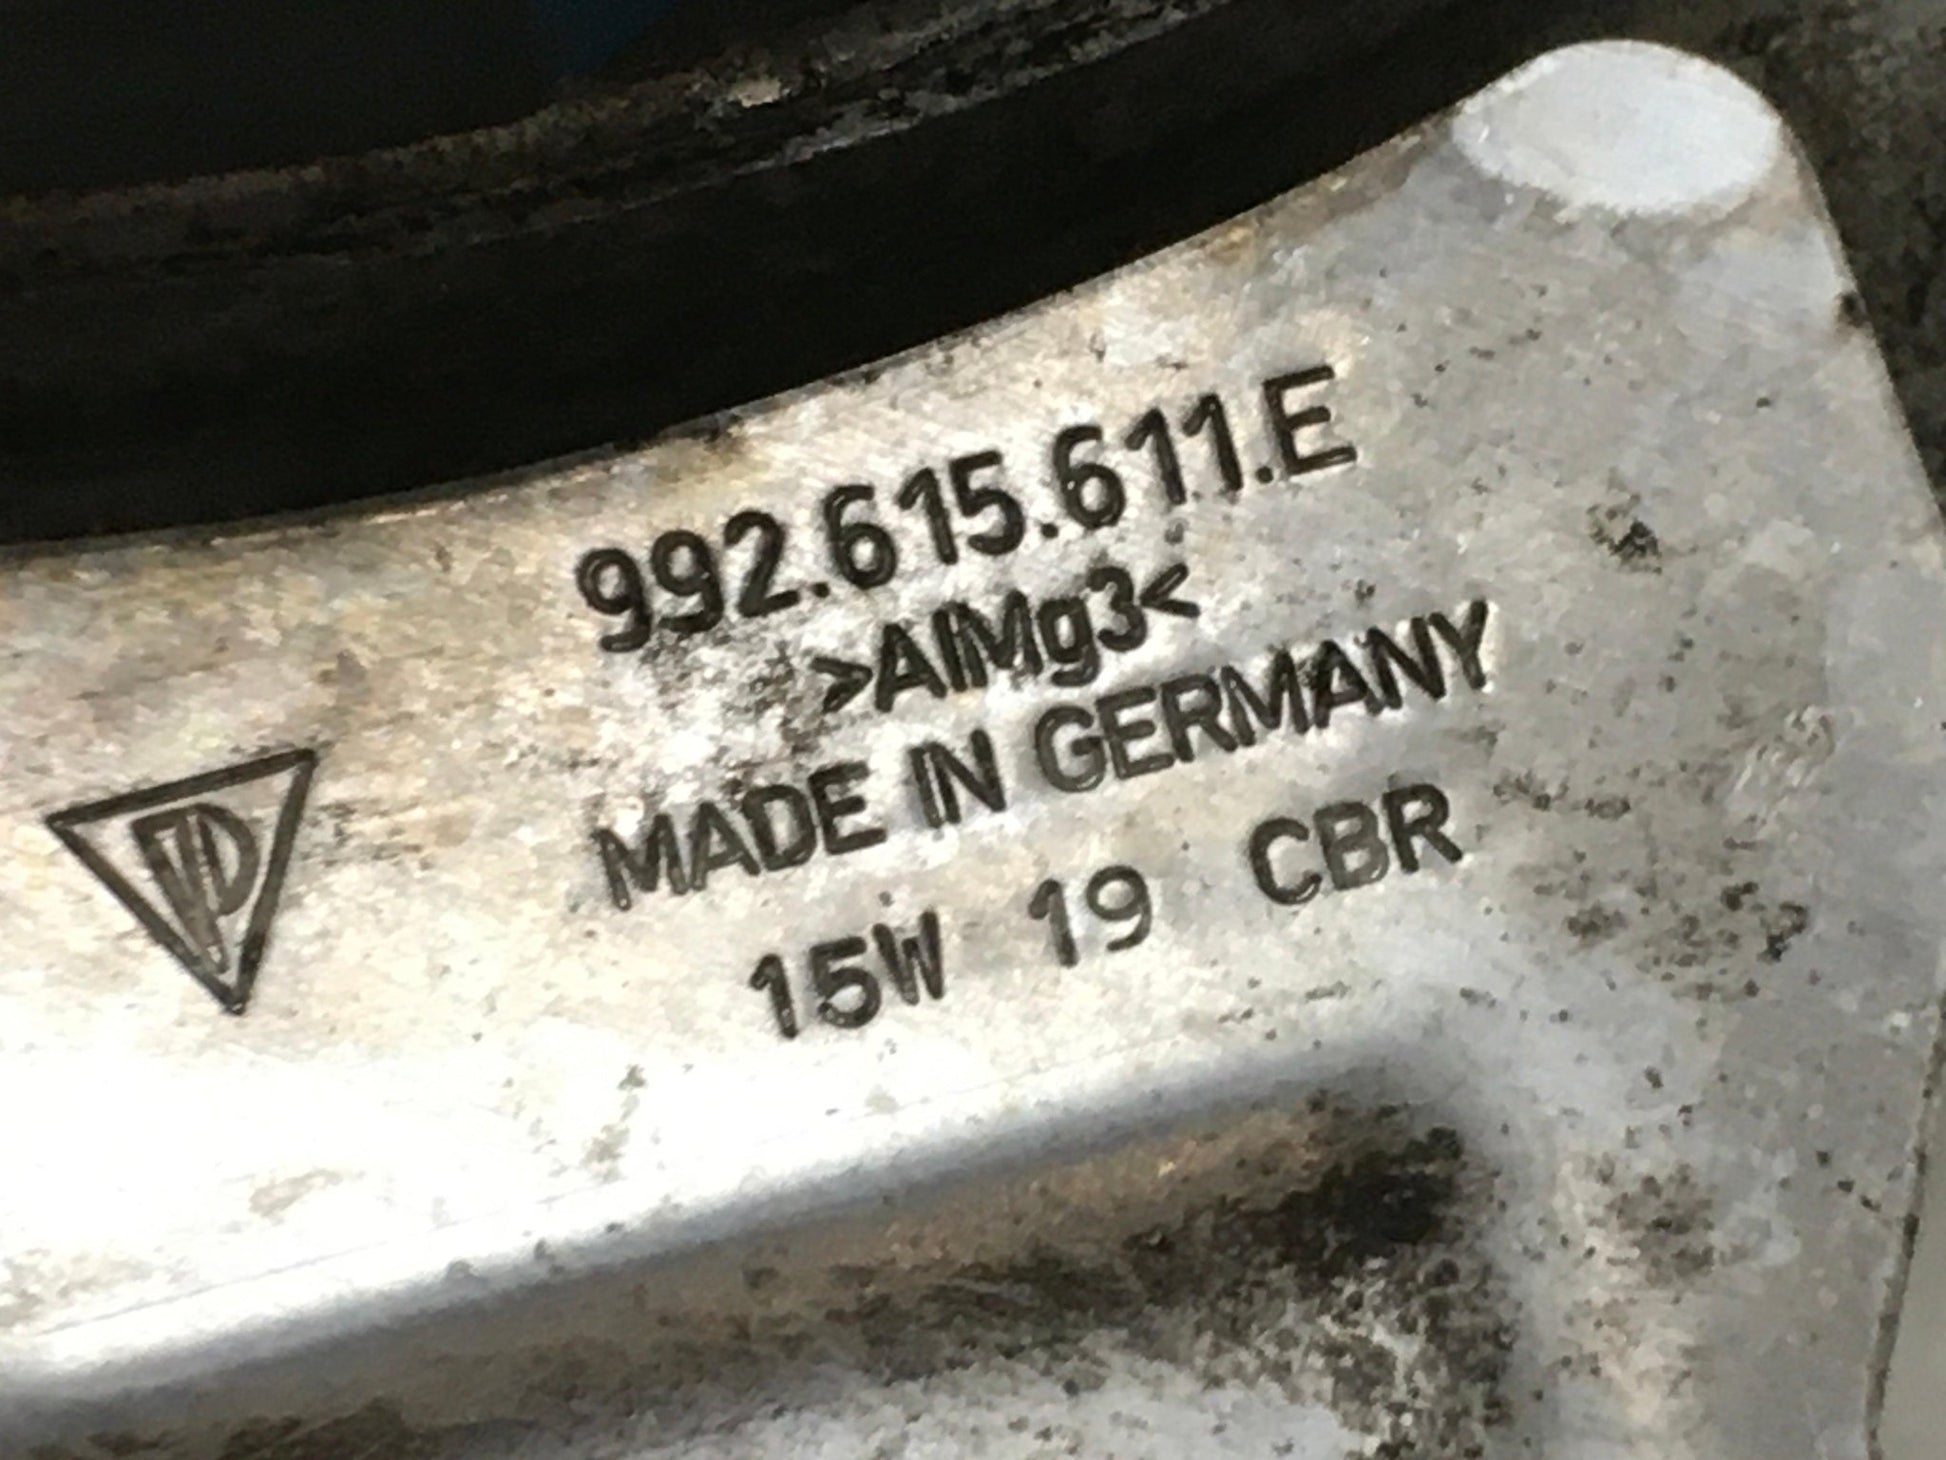 992.615.611.E
>AlMg3<
MADE IN GERMANY
15W 19 CBR